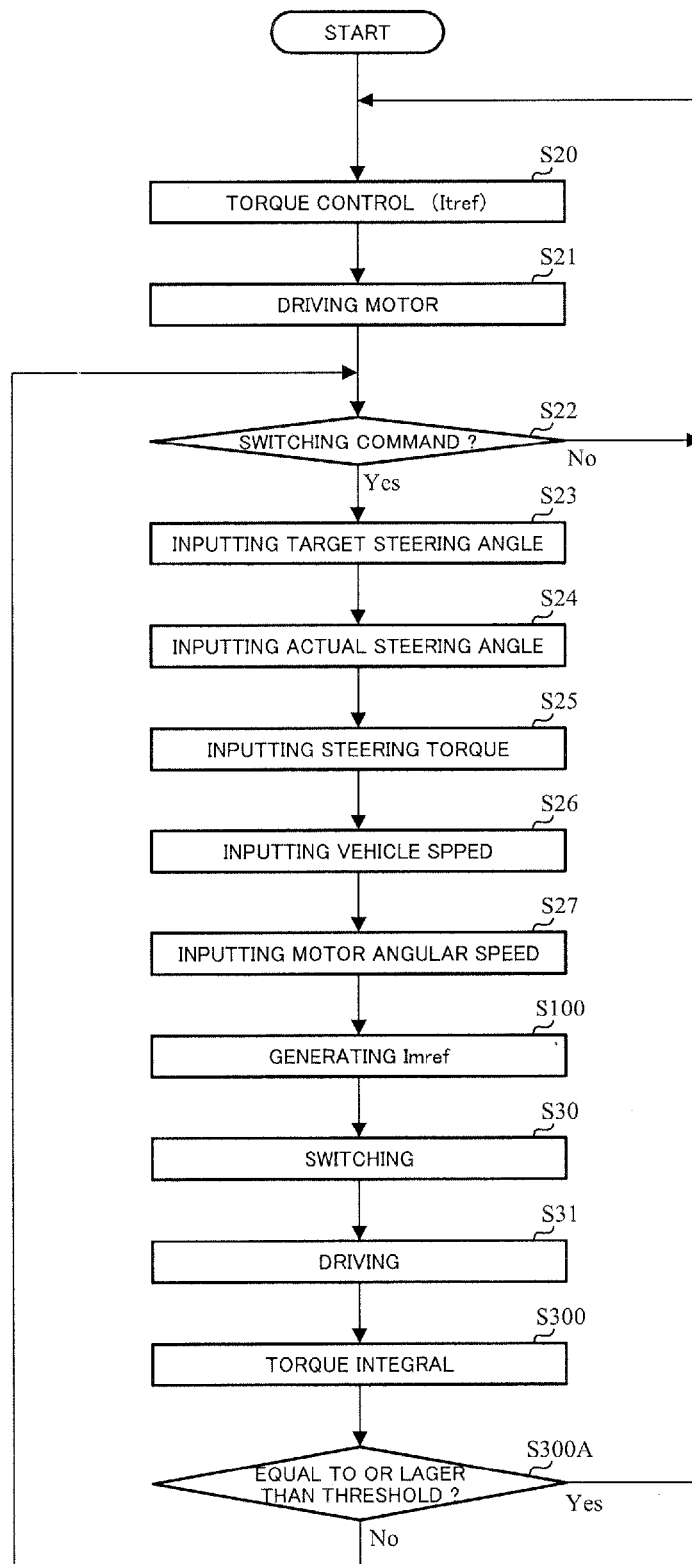 START
S20
TORQUE CONTROL (Itref)
S21
DRIVING MOTOR
S22
SWITCHING COMMAND ?
No
Yes
S23
INPUTTING TARGET STEERING ANGLE
S24
INPUTTING ACTUAL STEERING ANGLE
S25
INPUTTING STEERING TORQUE
S26
INPUTTING VEHICLE SPPED
S27
INPUTTING MOTOR ANGULAR SPEED
S100
GENERATING Imref
S30
SWITCHING
S31
DRIVING
S300
TORQUE INTEGRAL
S300A
EQUAL TO OR LAGER
THAN THRESHOLD ?
Yes
No